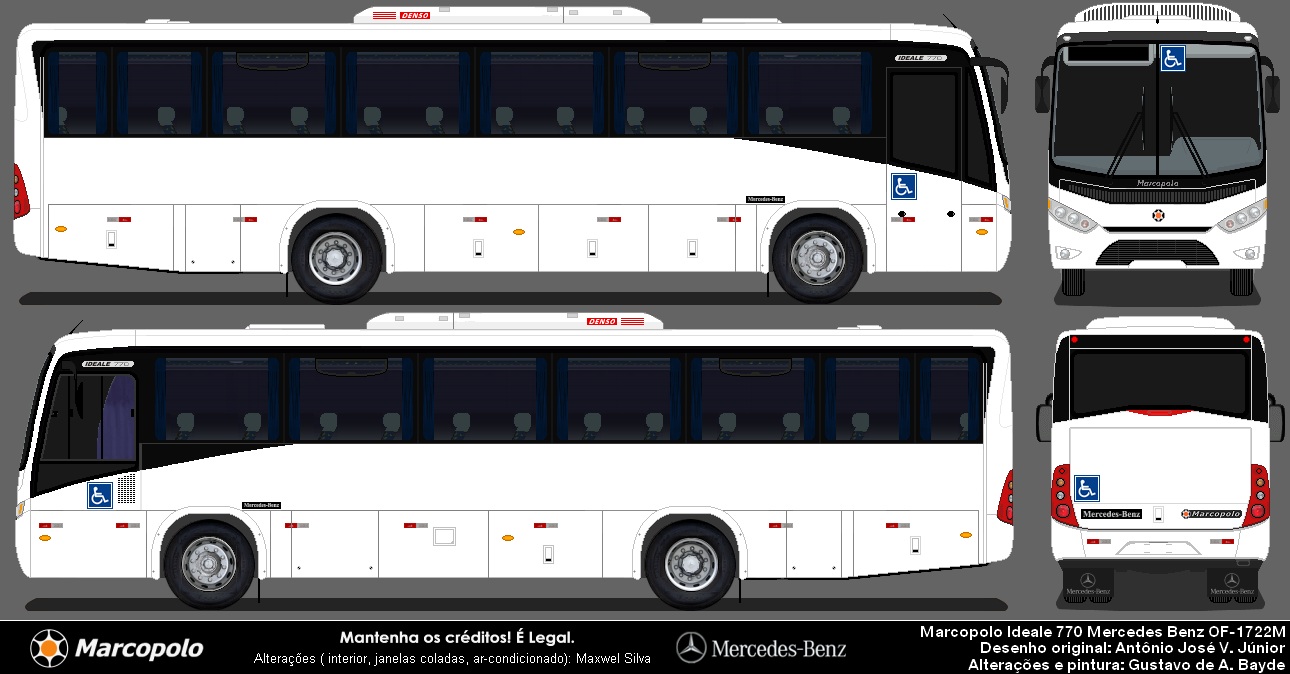 DENSO
IDEALE 770
Mercedes-Benz
Marcopolo
DENSO
IDEALE 770
Mercedes-Benz
Mercedes-Benz
Marcopolo
Mercedes-Benz
Mercedes-Benz
Marcopolo
Mantenha os créditos! É Legal.
Alterações ( interior, janelas coladas, ar-condicionado): Maxwel Silva
Mercedes-Benz
Marcopolo Ideale 770 Mercedes Benz OF-1722M
Desenho original: Antônio José V. Júnior
Alterações e pintura: Gustavo de A. Bayde